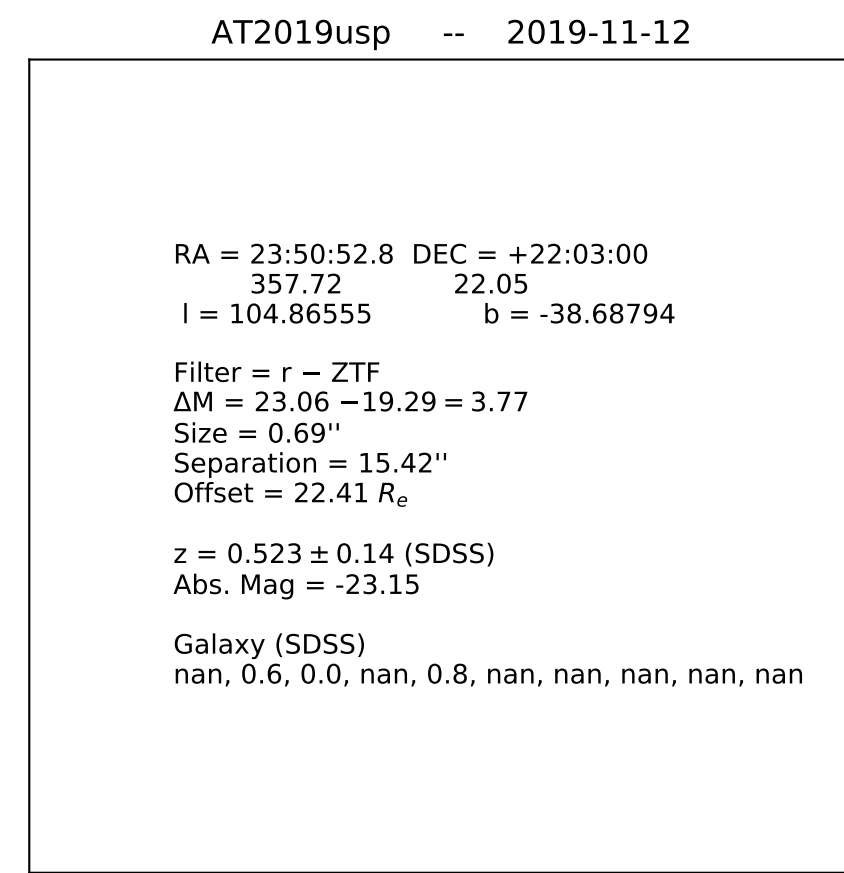 AT2019usp -- 2019-11-12
RA = 23:50:52.8 DEC = +22:03:00
357.72 22.05
l = 104.86555 b = -38.68794
Filter = r − ZTF
ΔM = 23.06 −19.29 = 3.77
Size = 0.69''
Separation = 15.42''
Offset = 22.41 Rₑ
z = 0.523 ± 0.14 (SDSS)
Abs. Mag = -23.15
Galaxy (SDSS)
nan, 0.6, 0.0, nan, 0.8, nan, nan, nan, nan, nan